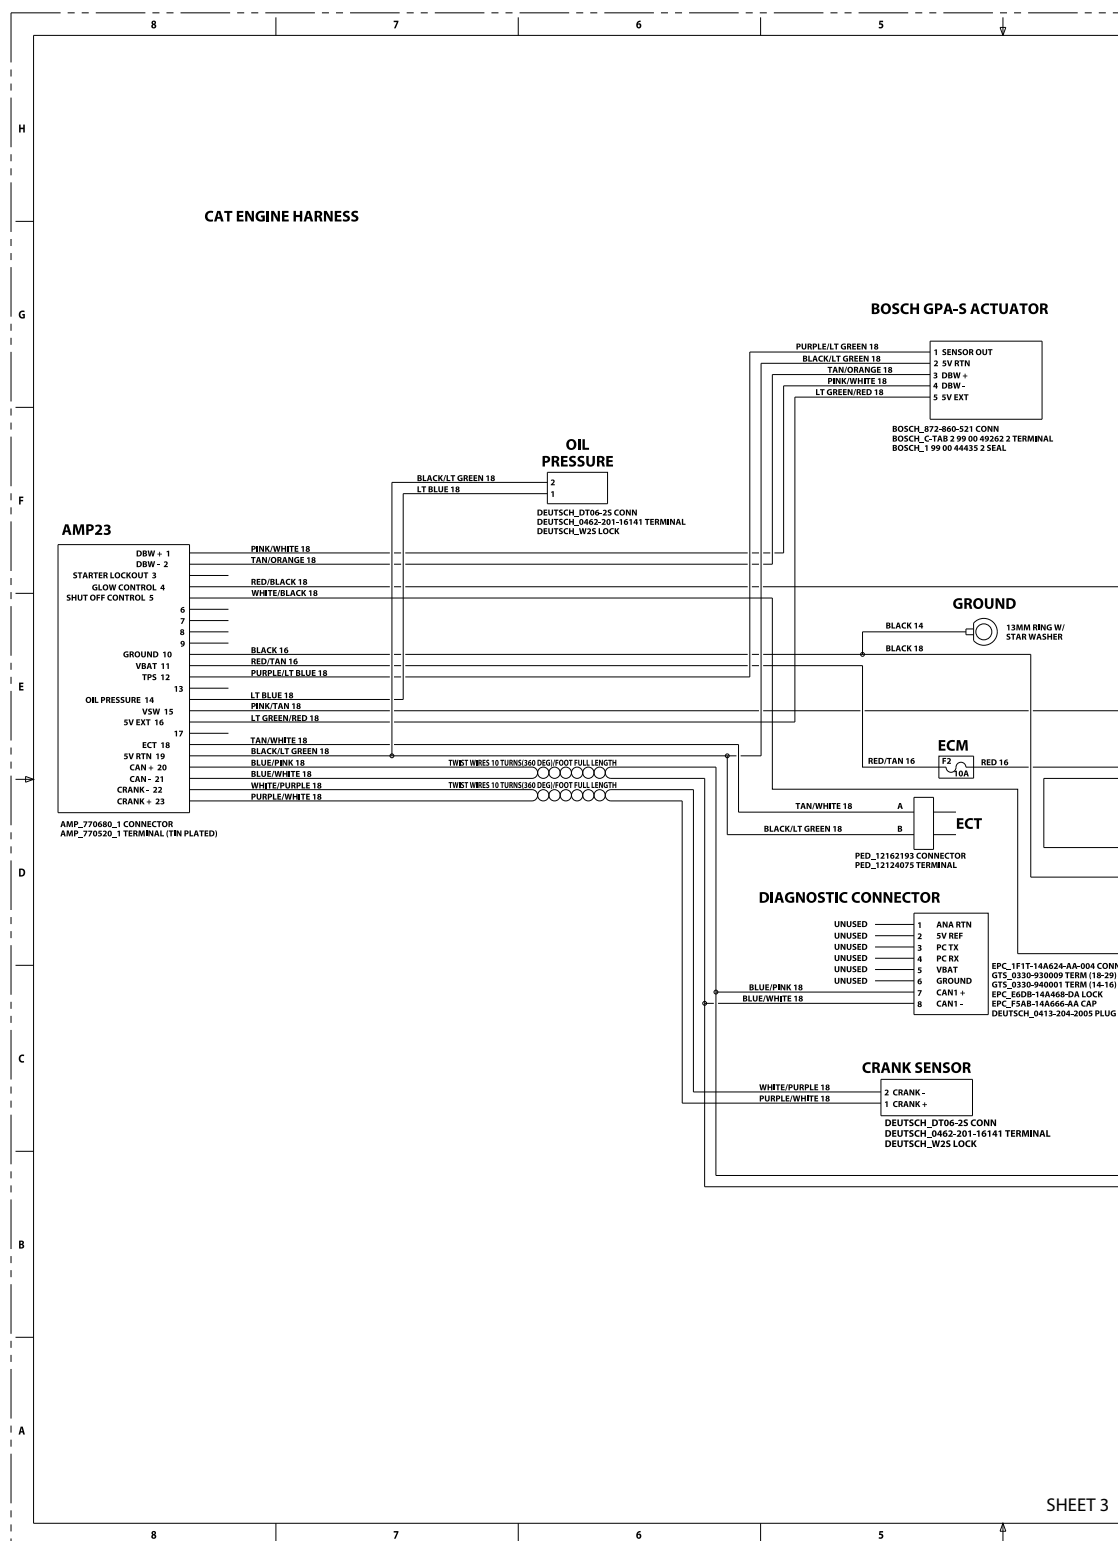 8 7 6 5
H
CAT ENGINE HARNESS
G
BOSCH GPA-S ACTUATOR
PURPLE/LT GREEN 18
BLACK/LT GREEN 18
TAN/ORANGE 18
PINK/WHITE 18
LT GREEN/RED 18
1 SENSOR OUT
2 5V RTN
3 DBW +
4 DBW -
5 5V EXT
BOSCH_872-860-521 CONN
BOSCH_C-TAB 2 99 00 49262 2 TERMINAL
BOSCH_1 99 00 44435 2 SEAL
OIL
PRESSURE
BLACK/LT GREEN 18
LT BLUE 18
2
1
DEUTSCH_DT06-2S CONN
DEUTSCH_0462-201-16141 TERMINAL
DEUTSCH_W2S LOCK
F
AMP23
DBW + 1 PINK/WHITE 18
DBW - 2 TAN/ORANGE 18
STARTER LOCKOUT 3
GLOW CONTROL 4 RED/BLACK 18
SHUT OFF CONTROL 5 WHITE/BLACK 18
6
7
8
9
GROUND 10 BLACK 16
VBAT 11 RED/TAN 16
TPS 12 PURPLE/LT BLUE 18
13
OIL PRESSURE 14 LT BLUE 18
VSW 15 PINK/TAN 18
5V EXT 16 LT GREEN/RED 18
17
ECT 18 TAN/WHITE 18
5V RTN 19 BLACK/LT GREEN 18
CAN + 20 BLUE/PINK 18 TWIST WIRES 10 TURNS(360 DEG)/FOOT FULL LENGTH
CAN - 21 BLUE/WHITE 18
CRANK - 22 WHITE/PURPLE 18 TWIST WIRES 10 TURNS(360 DEG)/FOOT FULL LENGTH
CRANK + 23 PURPLE/WHITE 18
AMP_770680_1 CONNECTOR
AMP_770520_1 TERMINAL (TIN PLATED)
GROUND
BLACK 14
13MM RING W/
STAR WASHER
BLACK 18
E
ECM
RED/TAN 16 F2 10A RED 16
TAN/WHITE 18 A
ECT
BLACK/LT GREEN 18 B
PED_12162193 CONNECTOR
PED_12124075 TERMINAL
D
DIAGNOSTIC CONNECTOR
UNUSED 1 ANA RTN
UNUSED 2 5V REF
UNUSED 3 PC TX
UNUSED 4 PC RX
UNUSED 5 VBAT
UNUSED 6 GROUND
BLUE/PINK 18 7 CAN1 +
BLUE/WHITE 18 8 CAN1 -
EPC_1F1T-14A624-AA-004 CONN
GTS_0330-930009 TERM (18-29)
GTS_0330-940001 TERM (14-16)
EPC_E6DB-14A468-DA LOCK
EPC_F5AB-14A666-AA CAP
DEUTSCH_0413-204-2005 PLUG
C
CRANK SENSOR
WHITE/PURPLE 18 2 CRANK -
PURPLE/WHITE 18 1 CRANK +
DEUTSCH_DT06-2S CONN
DEUTSCH_0462-201-16141 TERMINAL
DEUTSCH_W2S LOCK
B
A
SHEET 3
8 7 6 5